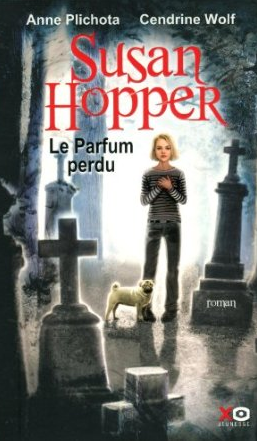 Anne Plichota Cendrine Wolf
Susan
Hopper
Le Parfum
perdu
roman
XO
JEUNESSE